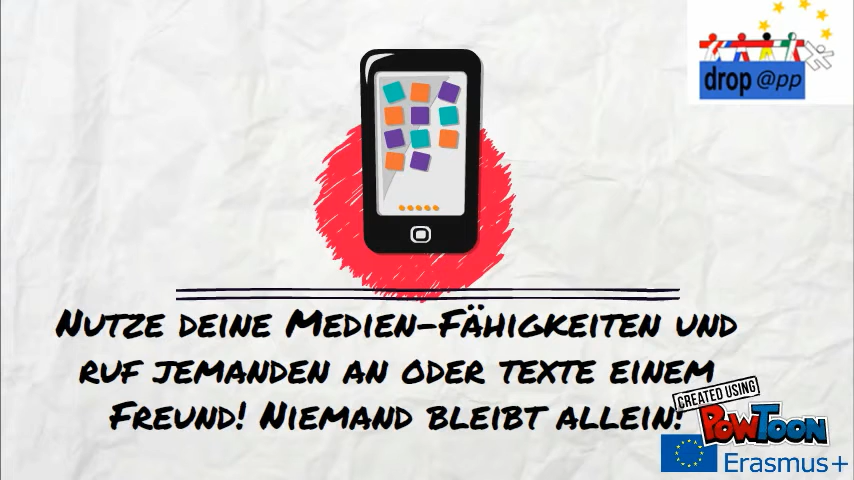 drop @pp
Nutze deine Medien-Fähigkeiten und
ruf jemanden an oder texte einem
Freund! Niemand bleibt allein!
CREATED USING
PowToon
Erasmus+